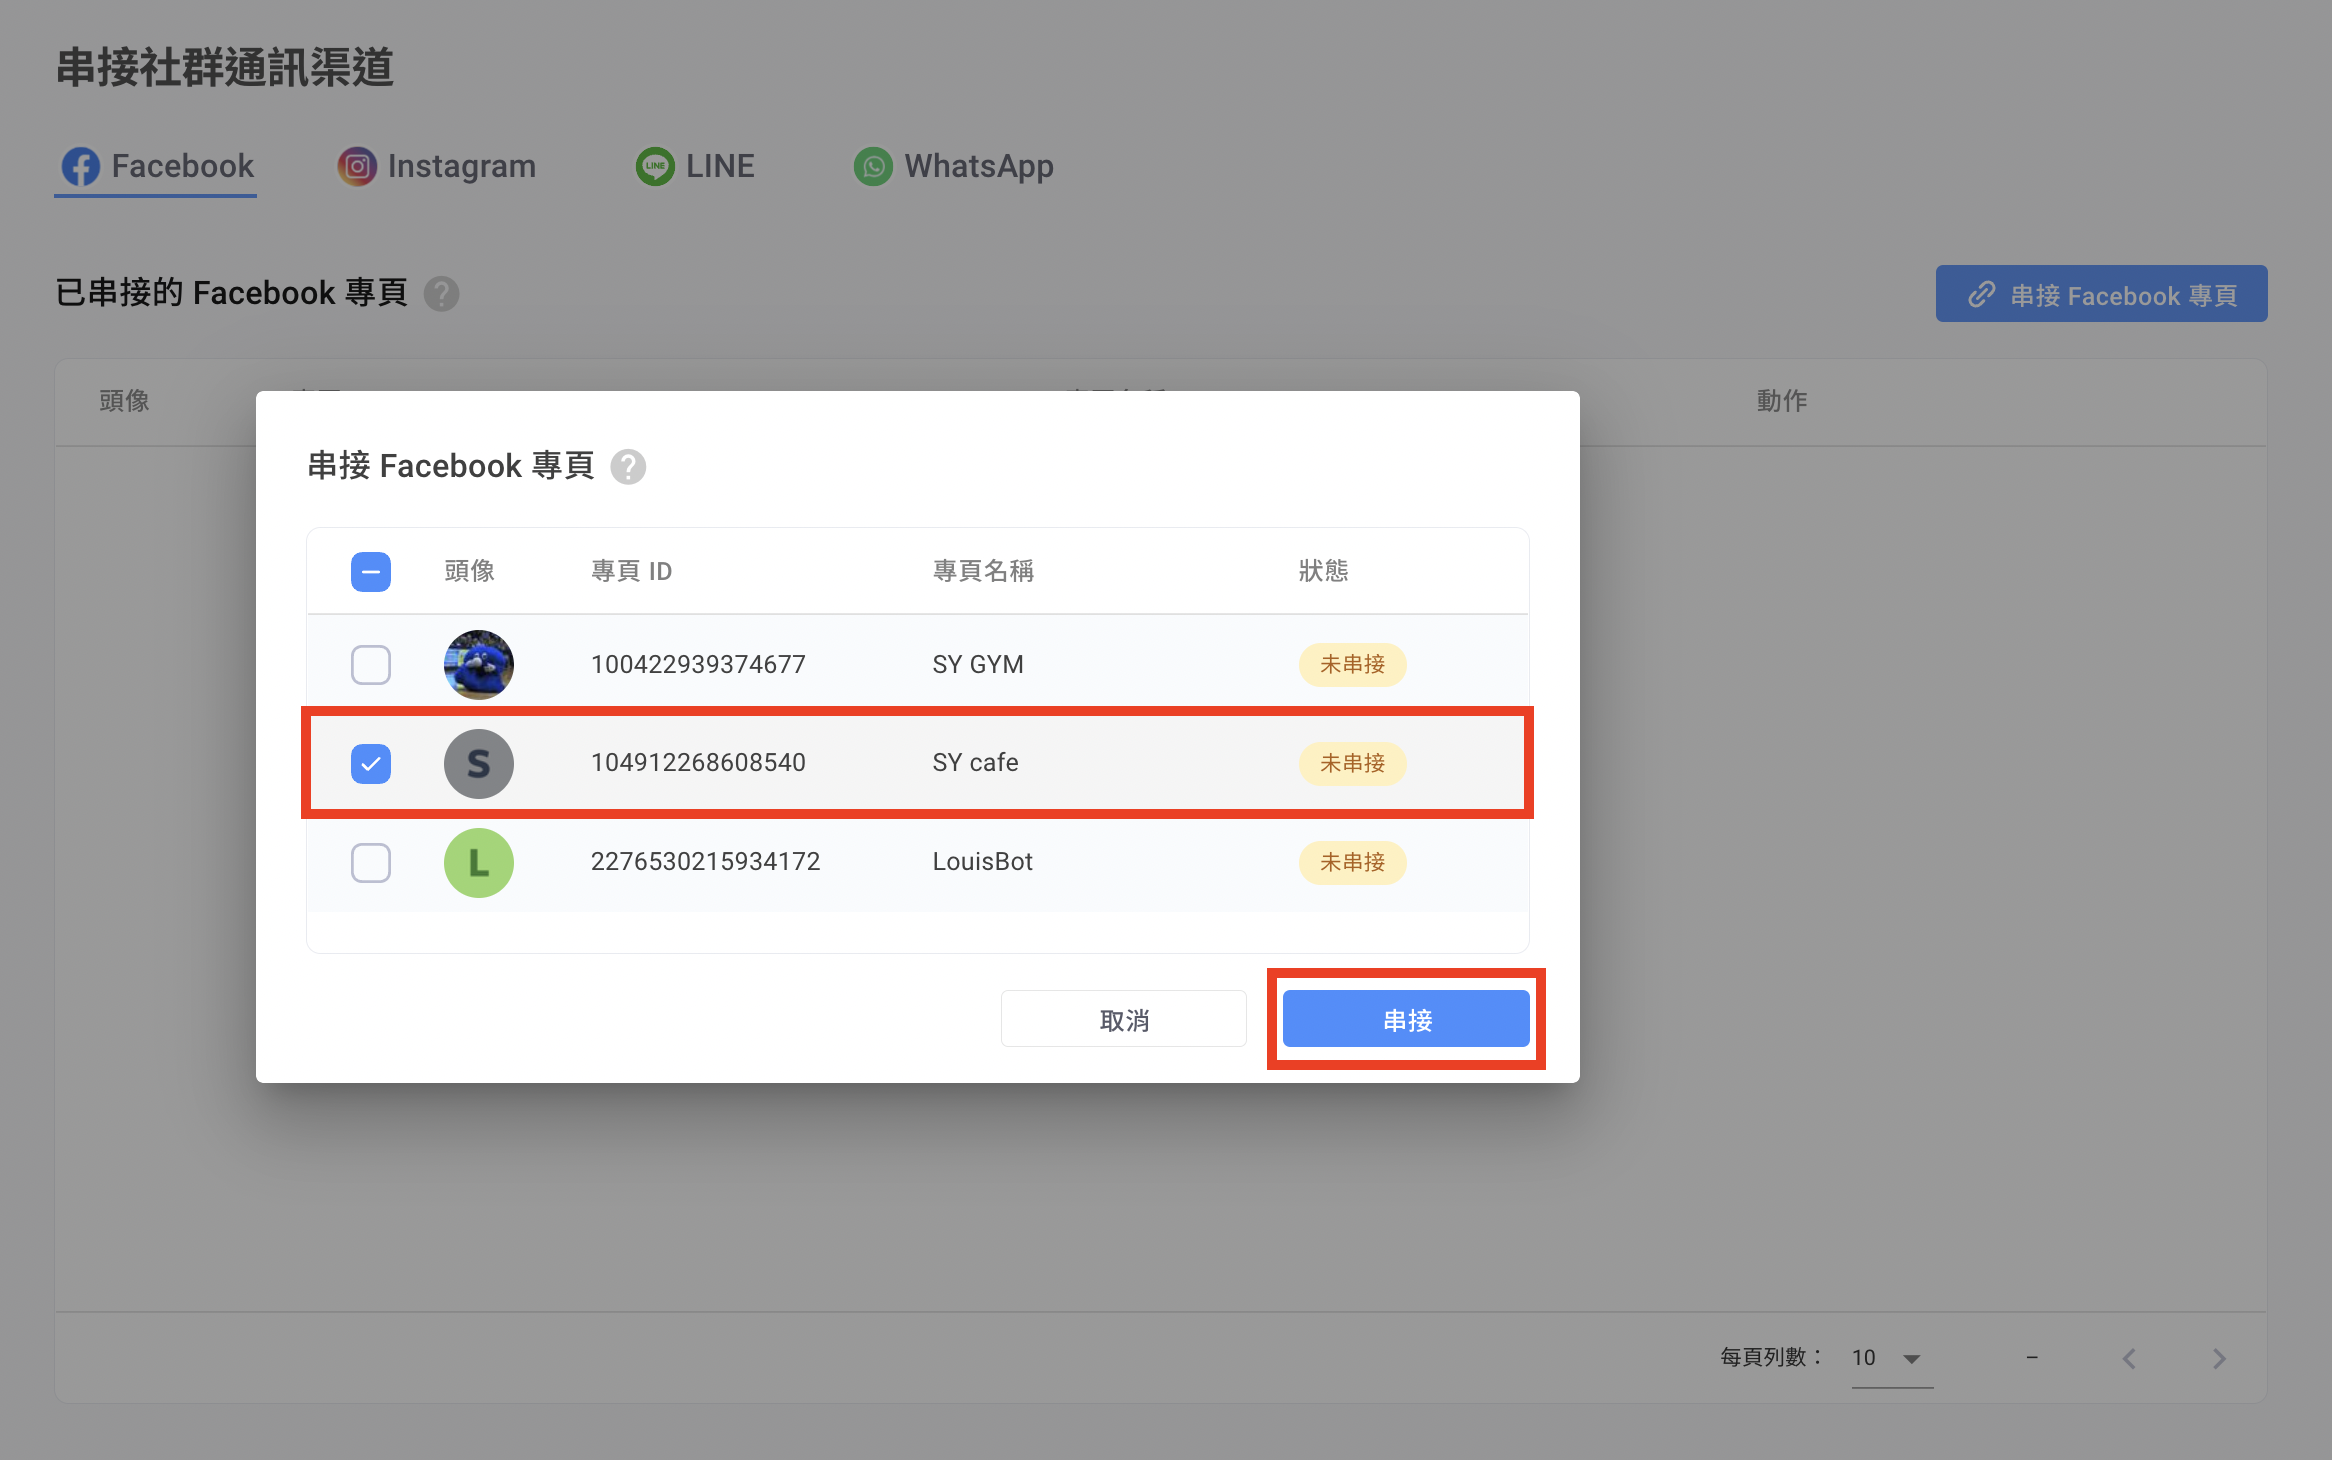 串接社群通訊渠道
Facebook Instagram LINE WhatsApp
已串接的 Facebook 專頁 ?
串接 Facebook 專頁
頭像 動作
串接 Facebook 專頁 ?
頭像 專頁 ID 專頁名稱 狀態
100422939374677 SY GYM 未串接
S 104912268608540 SY cafe 未串接
L 2276530215934172 LouisBot 未串接
取消 串接
每頁列數： 10 –